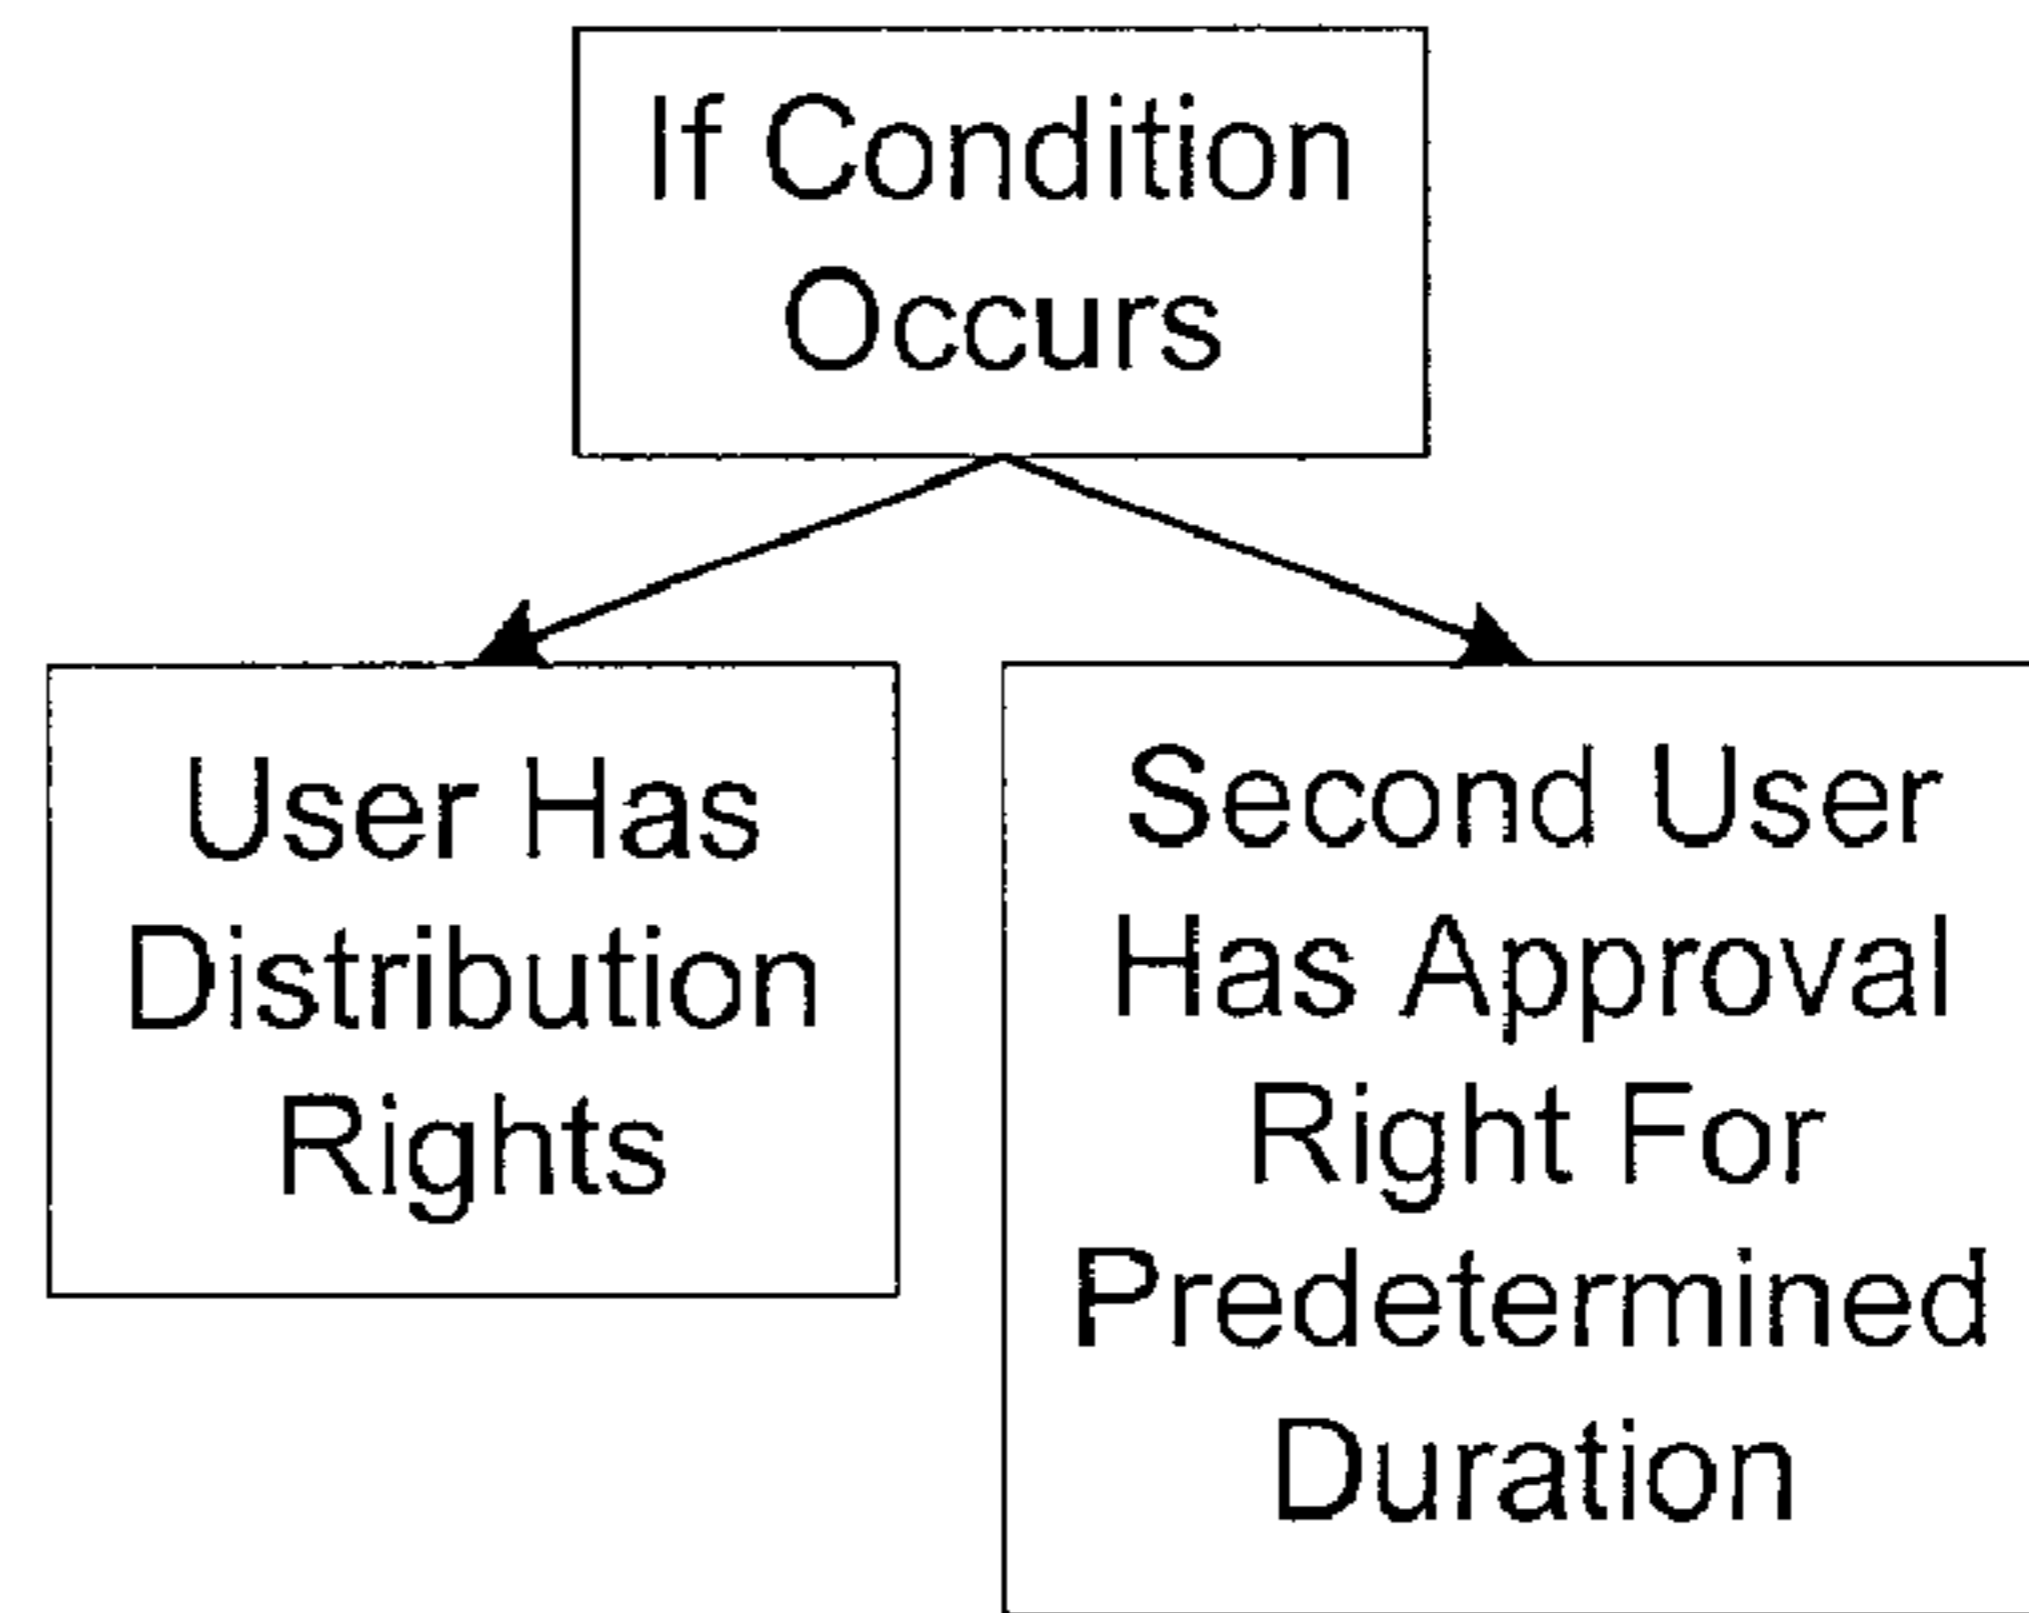 If Condition
Occurs
User Has
Distribution
Rights
Second User
Has Approval
Right For
Predetermined
Duration